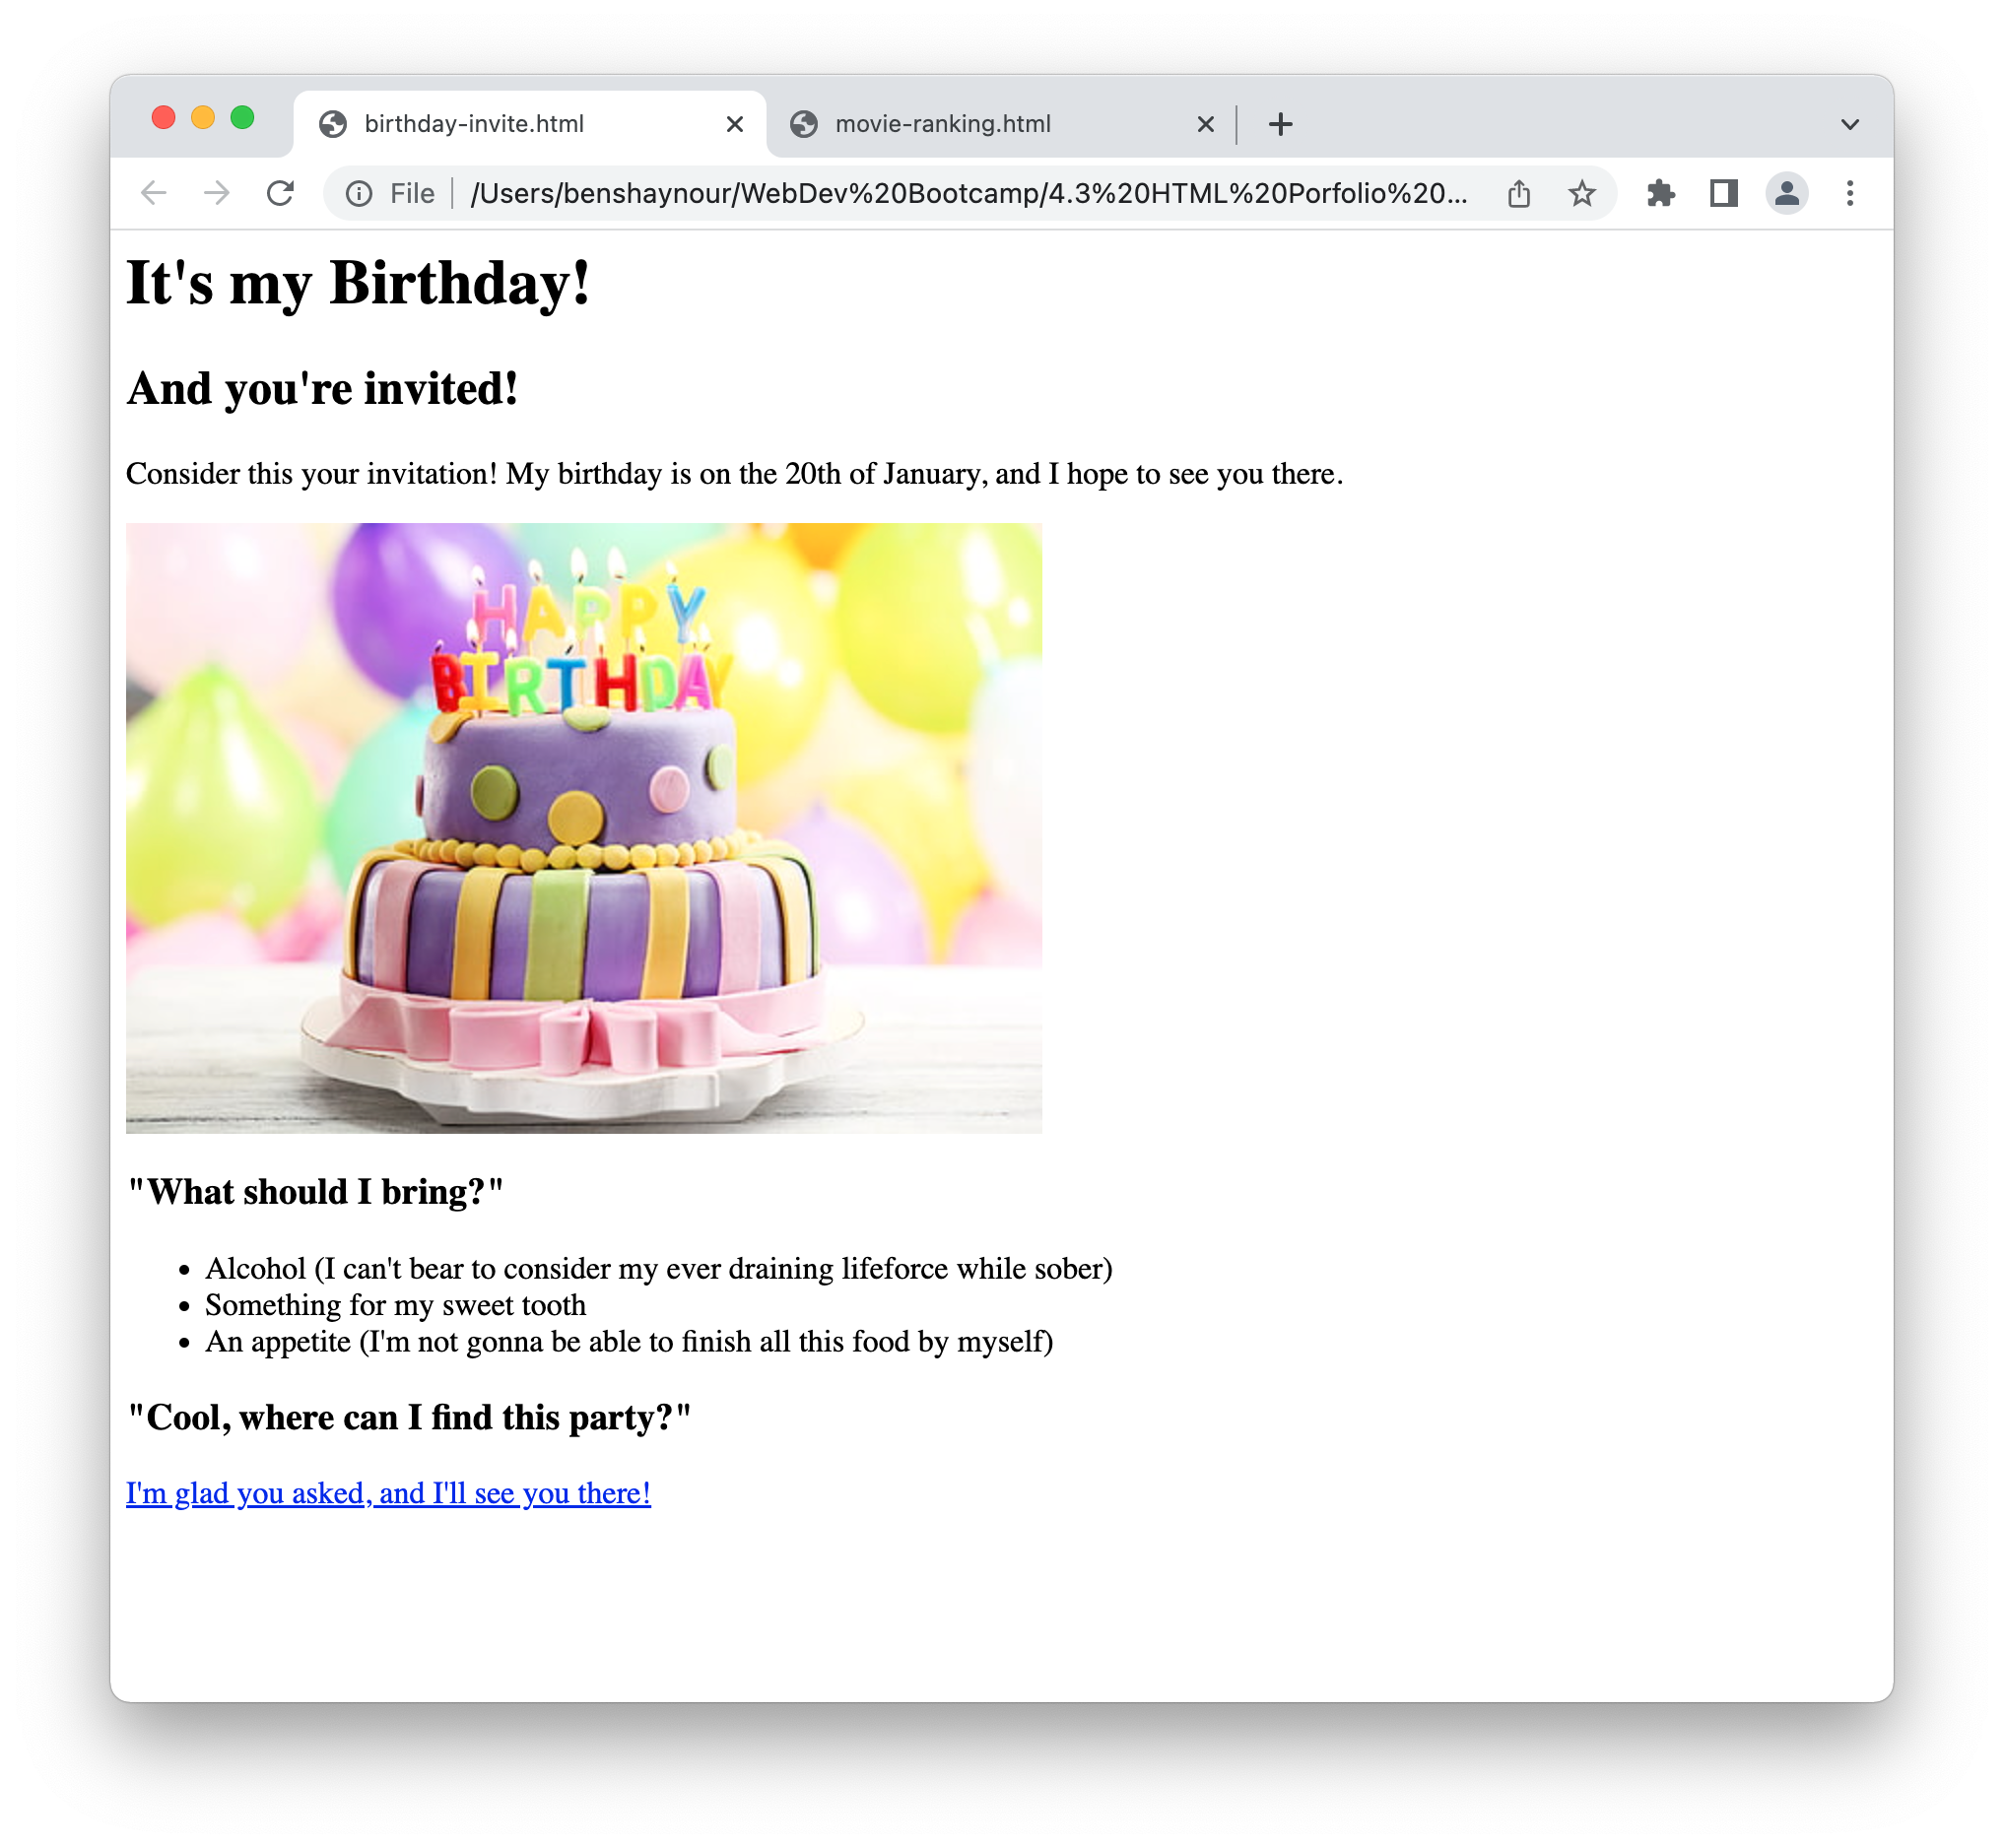 birthday-invite.html
movie-ranking.html
File
/Users/benshaynour/WebDev%20Bootcamp/4.3%20HTML%20Porfolio%20...
It's my Birthday!
And you're invited!
Consider this your invitation! My birthday is on the 20th of January, and I hope to see you there.
HAPPY
BIRTHDAY
"What should I bring?"
Alcohol (I can't bear to consider my ever draining lifeforce while sober)
Something for my sweet tooth
An appetite (I'm not gonna be able to finish all this food by myself)
"Cool, where can I find this party?"
I'm glad you asked, and I'll see you there!